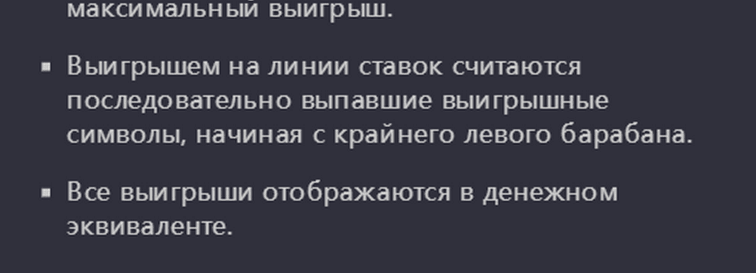 максимальный выигрыш.
▪ Выигрышем на линии ставок считаются
последовательно выпавшие выигрышные
символы, начиная с крайнего левого барабана.
▪ Все выигрыши отображаются в денежном
эквиваленте.